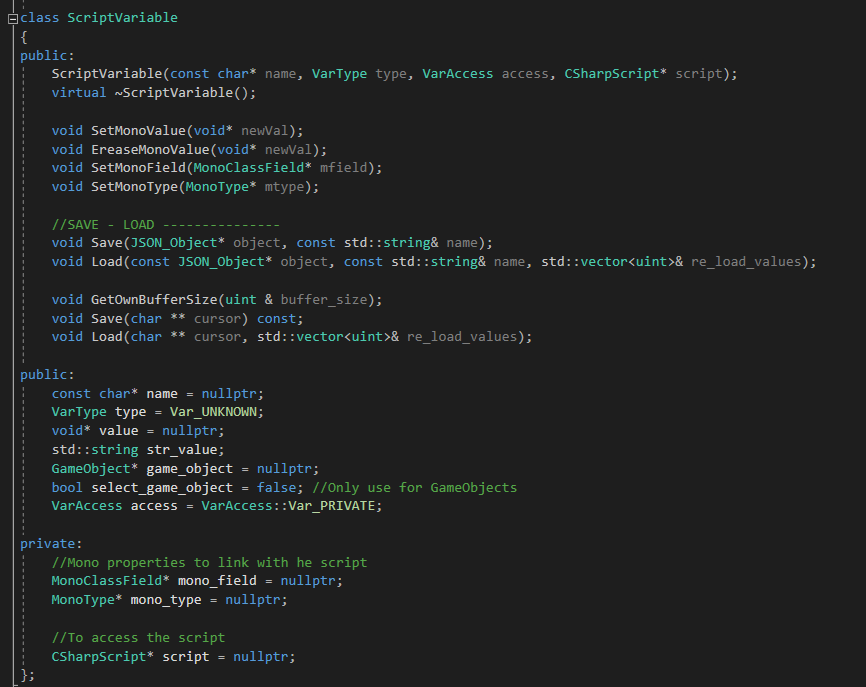 class ScriptVariable
{
public:
    ScriptVariable(const char* name, VarType type, VarAccess access, CSharpScript* script);
    virtual ~ScriptVariable();

    void SetMonoValue(void* newVal);
    void EreaseMonoValue(void* newVal);
    void SetMonoField(MonoClassField* mfield);
    void SetMonoType(MonoType* mtype);

    //SAVE - LOAD ---------------
    void Save(JSON_Object* object, const std::string& name);
    void Load(const JSON_Object* object, const std::string& name, std::vector<uint>& re_load_values);

    void GetOwnBufferSize(uint & buffer_size);
    void Save(char ** cursor) const;
    void Load(char ** cursor, std::vector<uint>& re_load_values);

public:
    const char* name = nullptr;
    VarType type = Var_UNKNOWN;
    void* value = nullptr;
    std::string str_value;
    GameObject* game_object = nullptr;
    bool select_game_object = false; //Only use for GameObjects
    VarAccess access = VarAccess::Var_PRIVATE;

private:
    //Mono properties to link with he script
    MonoClassField* mono_field = nullptr;
    MonoType* mono_type = nullptr;

    //To access the script
    CSharpScript* script = nullptr;
};